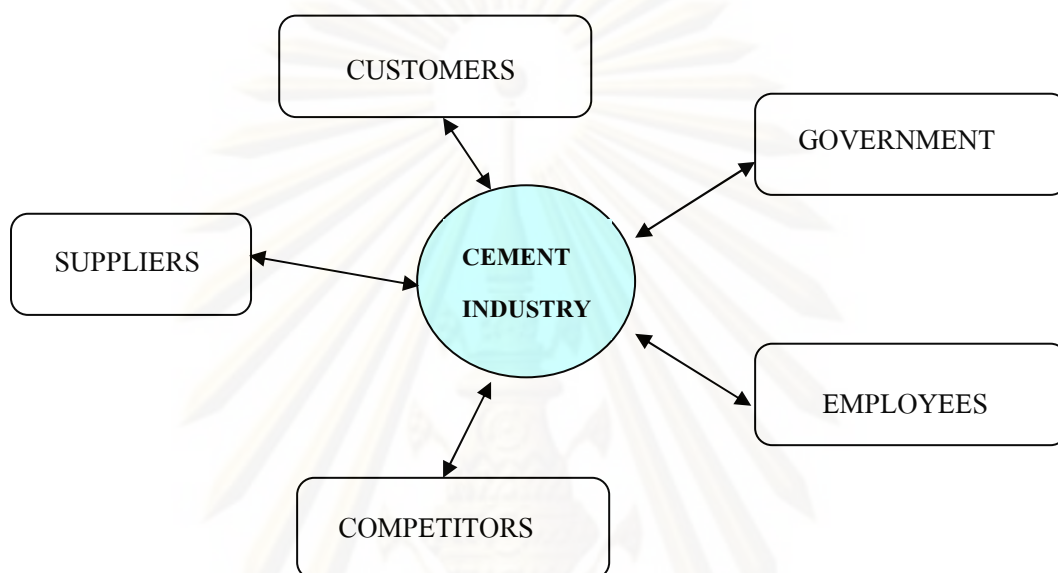 CUSTOMERS
GOVERNMENT
SUPPLIERS
CEMENT
INDUSTRY
EMPLOYEES
COMPETITORS